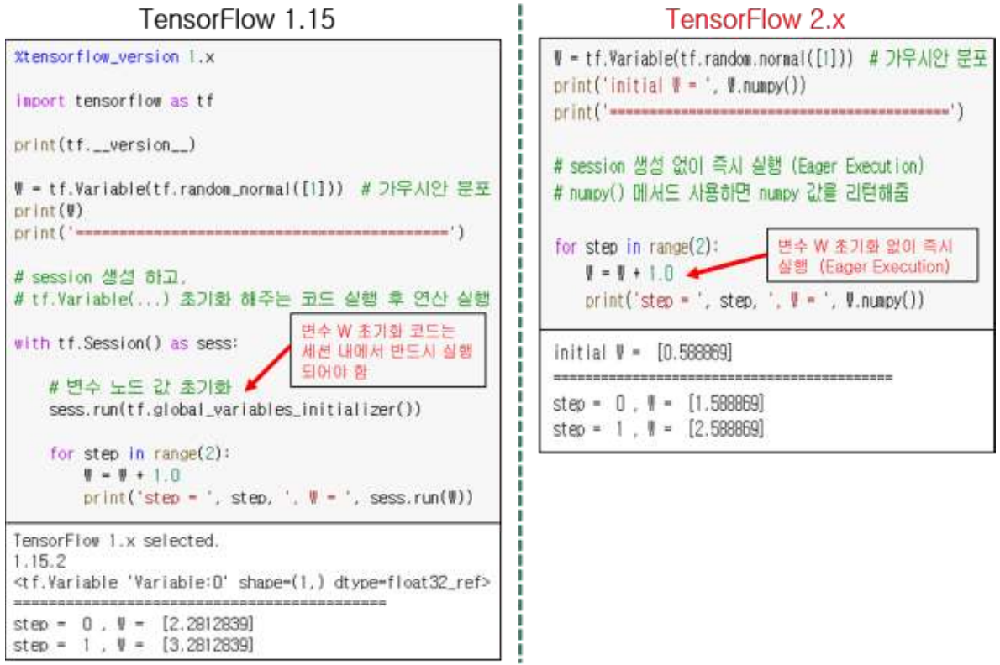 TensorFlow 1.15
%tensorflow_version 1.x
import tensorflow as tf
print(tf.__version__)
W = tf.Variable(tf.random_normal([1])) # 가우시안 분포
print(W)
print('============================================')
# session 생성 하고,
# tf.Variable(...) 초기화 해주는 코드 실행 후 연산 실행
with tf.Session() as sess:
변수 W 초기화 코드는
세션 내에서 반드시 실행
되어야 함
# 변수 노드 값 초기화
sess.run(tf.global_variables_initializer())
for step in range(2):
W = W + 1.0
print('step = ', step, ', W = ', sess.run(W))
TensorFlow 1.x selected.
1.15.2
<tf.Variable 'Variable:0' shape=(1,) dtype=float32_ref>
============================================
step =  0 , W =  [2.2812839]
step =  1 , W =  [3.2812839]
TensorFlow 2.x
W = tf.Variable(tf.random.normal([1])) # 가우시안 분포
print('initial W = ', W.numpy())
print('============================================')
# session 생성 없이 즉시 실행 (Eager Execution)
# numpy() 메서드 사용하면 numpy 값을 리턴해줌
for step in range(2):
변수 W 초기화 없이 즉시
실행 (Eager Execution)
W = W + 1.0
print('step = ', step, ', W = ', W.numpy())
initial W =  [0.588869]
============================================
step =  0 , W =  [1.588869]
step =  1 , W =  [2.588869]